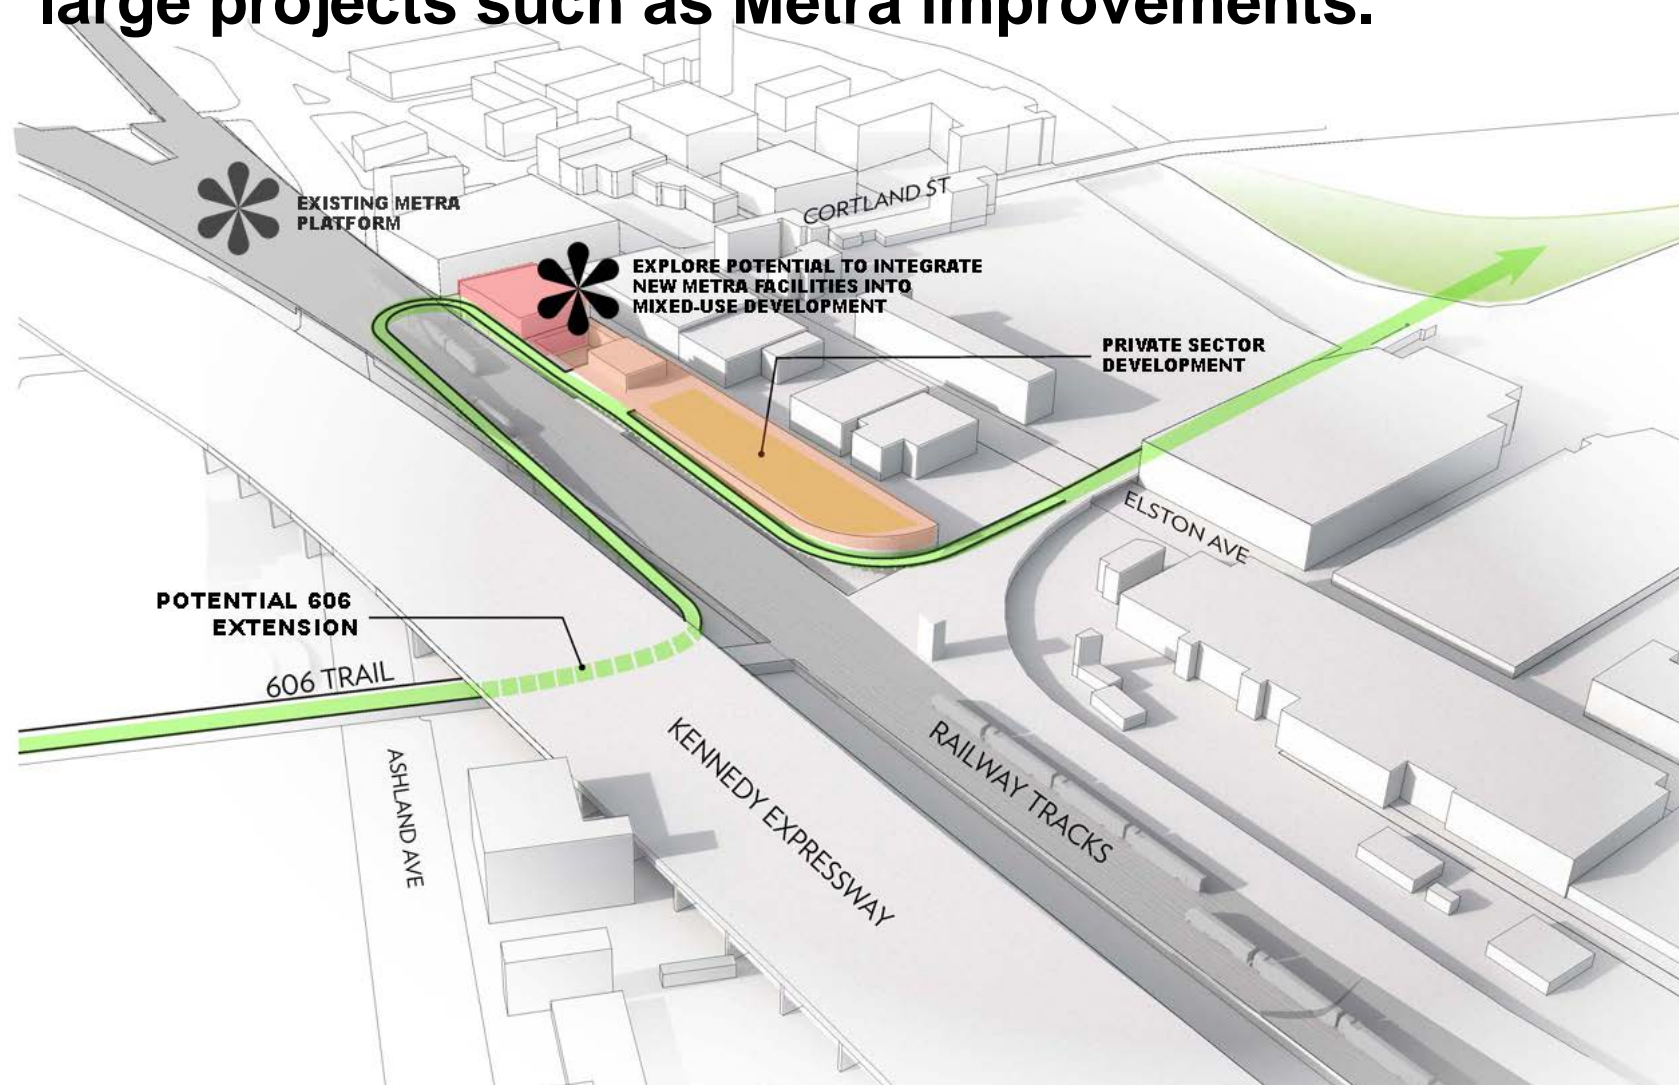 large projects such as Metra improvements.
CORTLAND ST
EXISTING METRA
PLATFORM
EXPLORE POTENTIAL TO INTEGRATE
NEW METRA FACILITIES INTO
MIXED-USE DEVELOPMENT
PRIVATE SECTOR
DEVELOPMENT
ELSTON AVE
POTENTIAL 606
EXTENSION
606 TRAIL
KENNEDY EXPRESSWAY
RAILWAY TRACKS
ASHLAND AVE